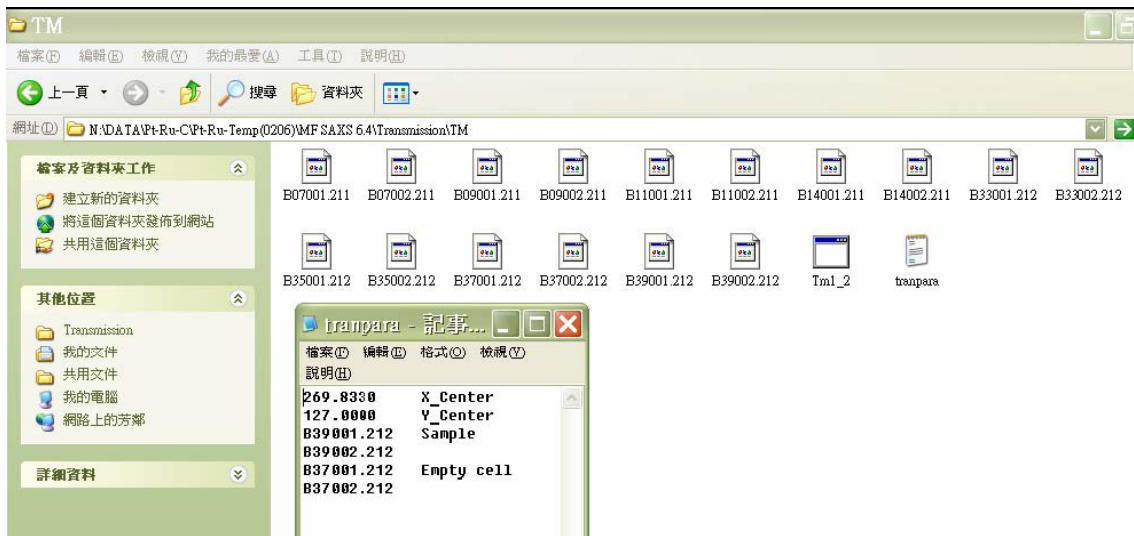 TM
檔案(F) 編輯(E) 檢視(V) 我的最愛(A) 工具(T) 說明(H)
上一頁 搜尋 資料夾
網址(D) N:\DATA\Pt-Ru-C\Pt-Ru-Temp(0206)\MF SAXS 6.4\Transmission\TM
檔案及資料夾工作
建立新的資料夾
將這個資料夾發佈到網站
共用這個資料夾
其他位置
Transmission
我的文件
共用文件
我的電腦
網路上的芳鄰
詳細資料
B07001.211 B07002.211 B09001.211 B09002.211 B11001.211 B11002.211 B14001.211 B14002.211 B33001.212 B33002.212
B35001.212 B35002.212 B37001.212 B37002.212 B39001.212 B39002.212 Tm1_2 tranpara
tranpara - 記事...
檔案(F) 編輯(E) 格式(O) 檢視(V)
說明(H)
269.8330 X_Center
127.0000 Y_Center
B39001.212 Sample
B39002.212
B37001.212 Empty cell
B37002.212